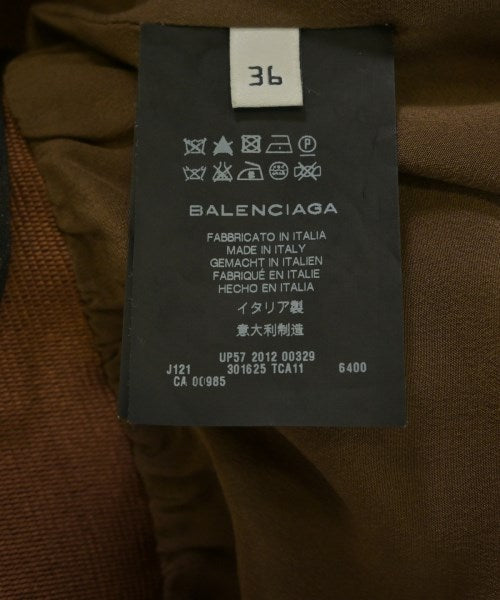 36
BALENCIAGA
FABBRICATO IN ITALIA
MADE IN ITALY
GEMACHT IN ITALIEN
FABRIQUÉ EN ITALIE
HECHO EN ITALIA
イタリア製
意大利制造
UP57 2012 00329
J121 301625 TCA11 6400
CA 00985